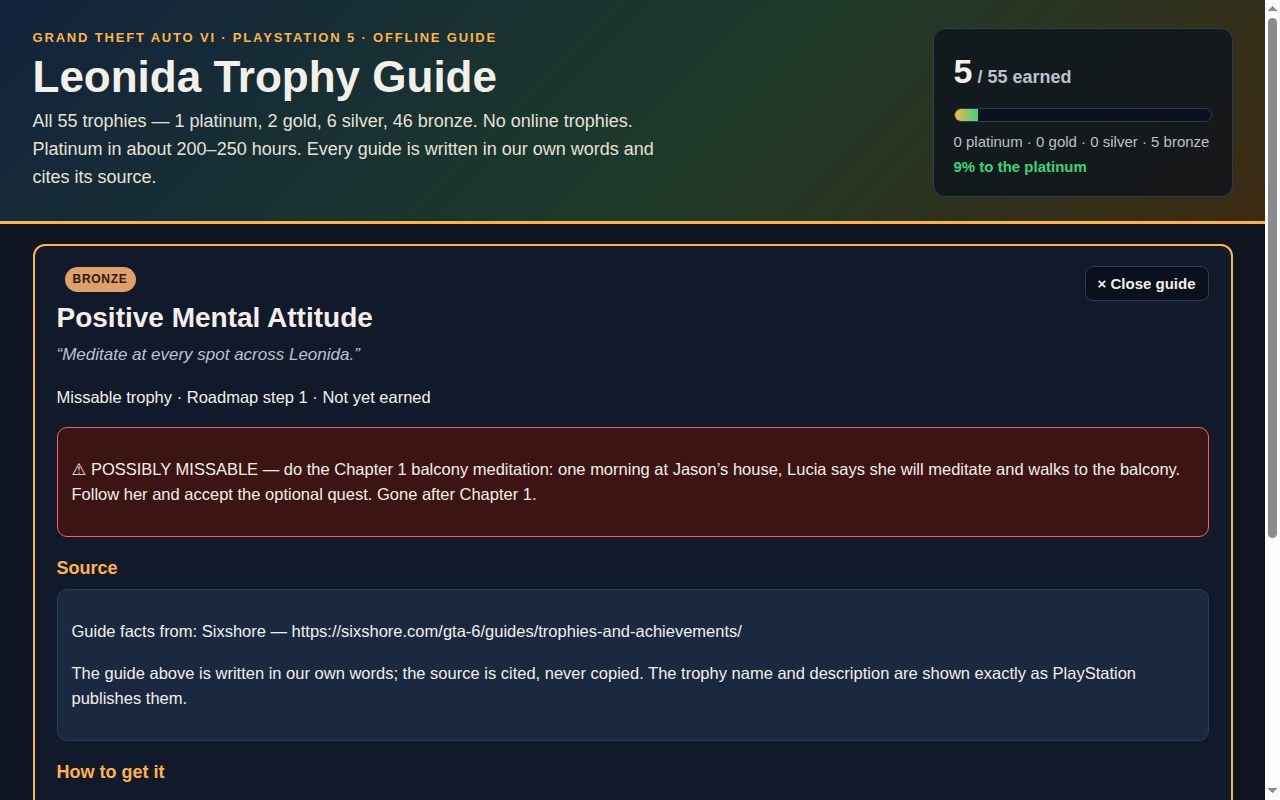 GRAND THEFT AUTO VI · PLAYSTATION 5 · OFFLINE GUIDE
Leonida Trophy Guide
All 55 trophies — 1 platinum, 2 gold, 6 silver, 46 bronze. No online trophies.
Platinum in about 200–250 hours. Every guide is written in our own words and
cites its source.
5 / 55 earned
0 platinum · 0 gold · 0 silver · 5 bronze
9% to the platinum
BRONZE
× Close guide
Positive Mental Attitude
“Meditate at every spot across Leonida.”
Missable trophy · Roadmap step 1 · Not yet earned
⚠ POSSIBLY MISSABLE — do the Chapter 1 balcony meditation: one morning at Jason’s house, Lucia says she will meditate and walks to the balcony.
Follow her and accept the optional quest. Gone after Chapter 1.
Source
Guide facts from: Sixshore — https://sixshore.com/gta-6/guides/trophies-and-achievements/
The guide above is written in our own words; the source is cited, never copied. The trophy name and description are shown exactly as PlayStation
publishes them.
How to get it